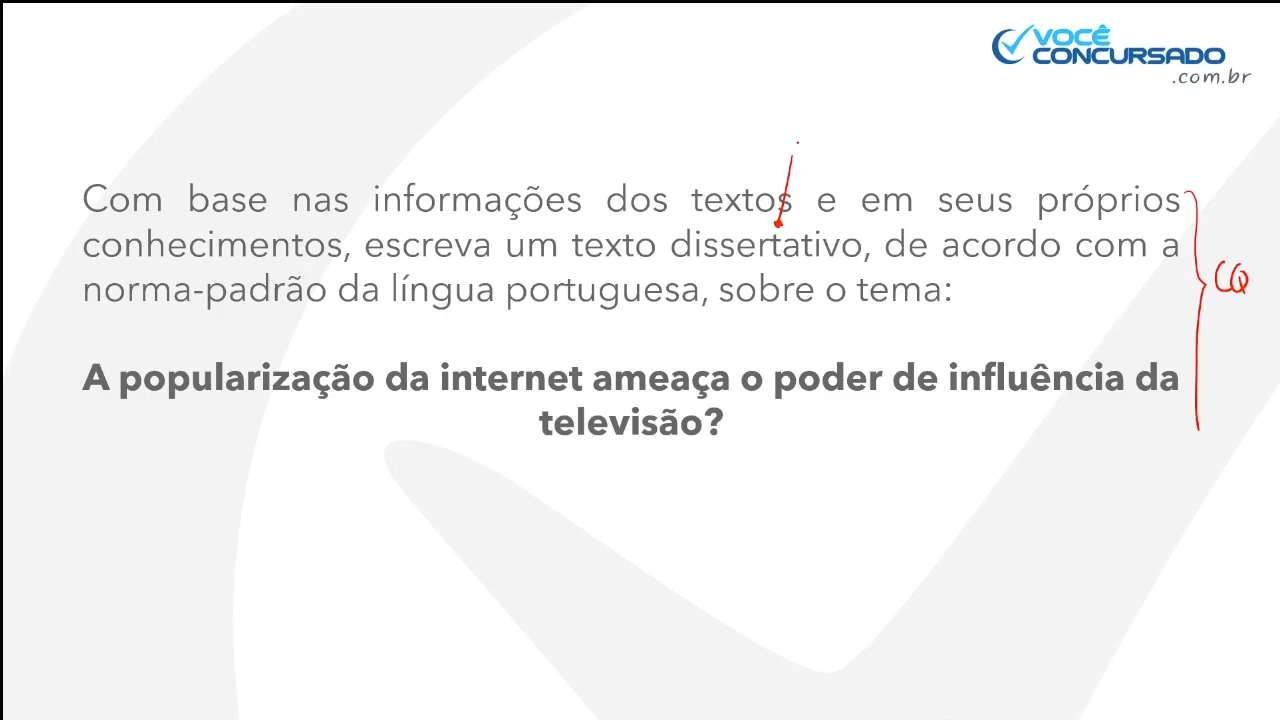 VOCÊ
CONCURSADO
.com.br
Com base nas informações dos textos e em seus próprios
conhecimentos, escreva um texto dissertativo, de acordo com a
norma-padrão da língua portuguesa, sobre o tema:
A popularização da internet ameaça o poder de influência da
televisão?